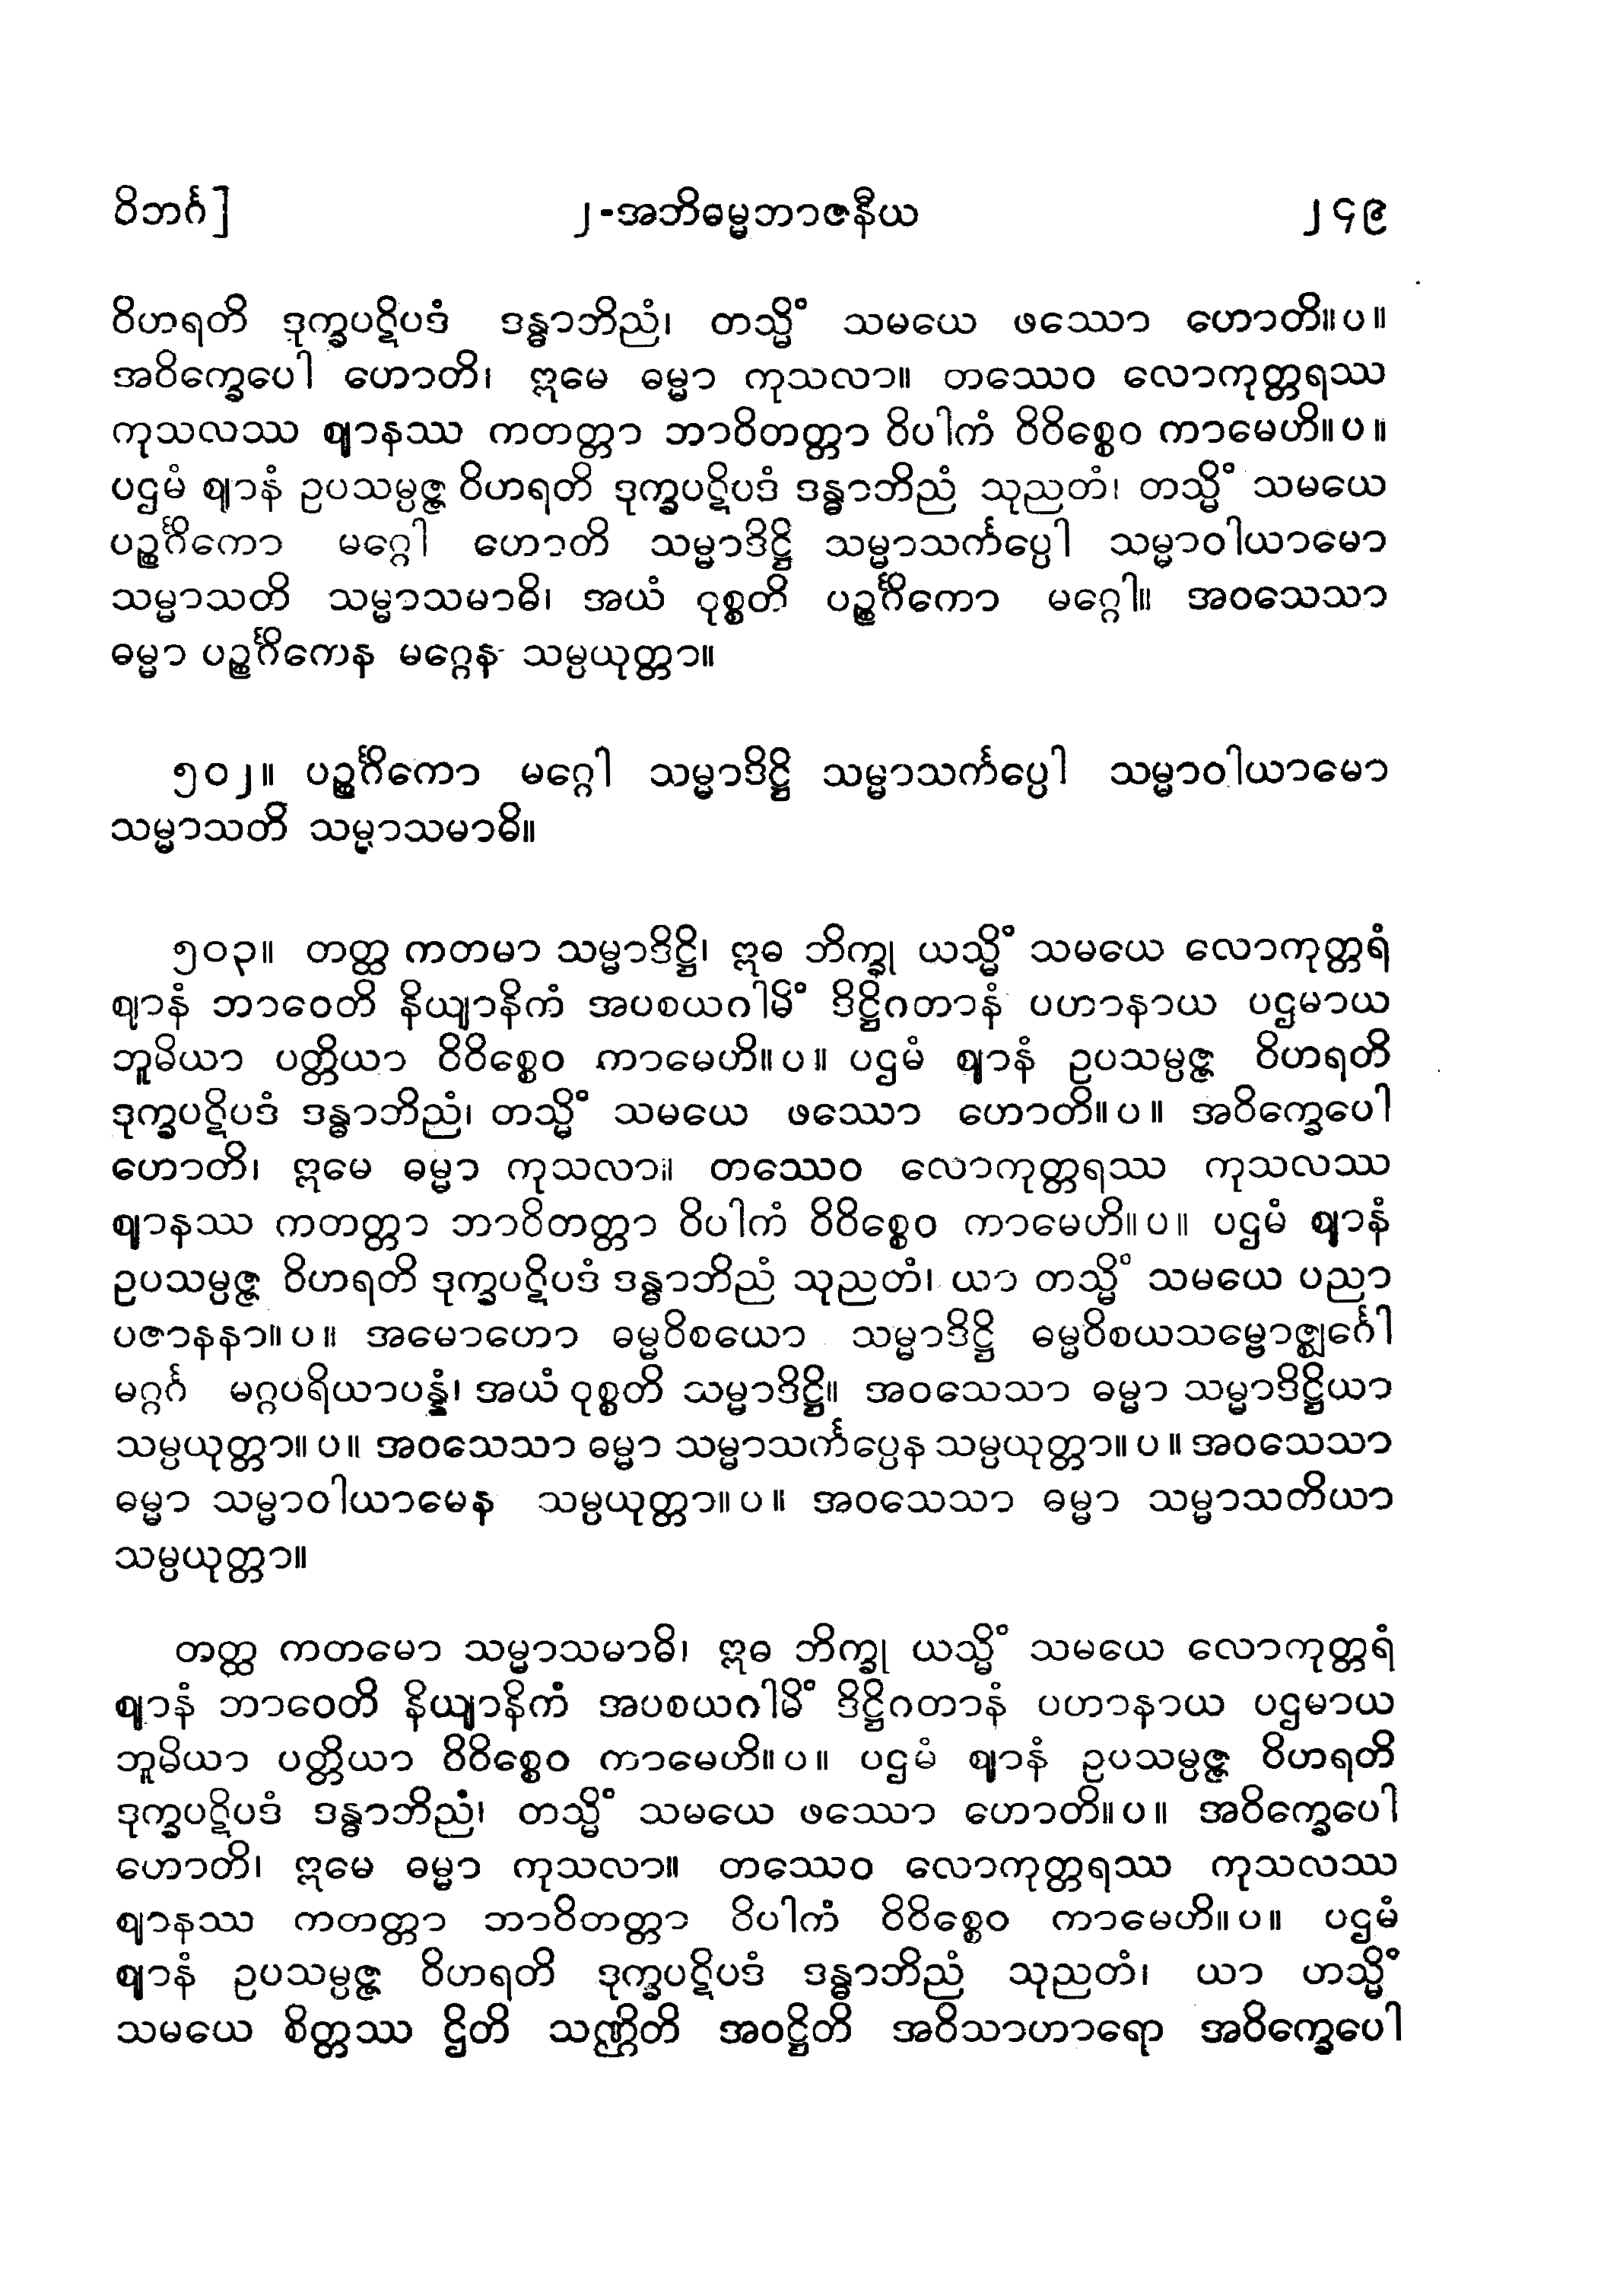 ဝိဘင်္ဂ]	၂-အဘိဓမ္မဘာဇနီယ	၂၄၉
ဝိဟရတိ ဒုက္ခပဋိပဒံ ဒန္ဓာဘိညံ၊ တသ္မိံ သမယေ ဖဿော ဟောတိ။ပ။
အဝိက္ခေပေါ ဟောတိ၊ ဣမေ ဓမ္မာ ကုသလာ။ တဿေဝ လောကုတ္တရဿ
ကုသလဿ ဈာနဿ ကတတ္တာ ဘာဝိတတ္တာ ဝိပါကံ ဝိဝိစ္စေဝ ကာမေဟိ။ပ။
ပဌမံ ဈာနံ ဥပသမ္ပဇ္ဇ ဝိဟရတိ ဒုက္ခပဋိပဒံ ဒန္ဓာဘိညံ သုညတံ၊ တသ္မိံ သမယေ
ပဉ္စင်္ဂိကော မဂ္ဂေါ ဟောတိ သမ္မာဒိဋ္ဌိ သမ္မာသင်္ကပ္ပေါ သမ္မာဝါယာမော
သမ္မာသတိ သမ္မာသမာဓိ၊ အယံ ဝုစ္စတိ ပဉ္စင်္ဂိကော မဂ္ဂေါ။ အဝသေသာ
ဓမ္မာ ပဉ္စင်္ဂိကေန မဂ္ဂေန သမ္ပယုတ္တာ။
၅၀၂။ ပဉ္စင်္ဂိကော မဂ္ဂေါ သမ္မာဒိဋ္ဌိ သမ္မာသင်္ကပ္ပေါ သမ္မာဝါယာမော
သမ္မာသတိ သမ္မာသမာဓိ။
၅၀၃။ တတ္ထ ကတမာ သမ္မာဒိဋ္ဌိ၊ ဣဓ ဘိက္ခု ယသ္မိံ သမယေ လောကုတ္တရံ
ဈာနံ ဘာဝေတိ နိယျာနိကံ အပစယဂါမိံ ဒိဋ္ဌိဂတာနံ ပဟာနာယ ပဌမာယ
ဘူမိယာ ပတ္တိယာ ဝိဝိစ္စေဝ ကာမေဟိ။ပ။ ပဌမံ ဈာနံ ဥပသမ္ပဇ္ဇ ဝိဟရတိ
ဒုက္ခပဋိပဒံ ဒန္ဓာဘိညံ၊ တသ္မိံ သမယေ ဖဿော ဟောတိ။ပ။ အဝိက္ခေပေါ
ဟောတိ၊ ဣမေ ဓမ္မာ ကုသလာ။ တဿေဝ လောကုတ္တရဿ ကုသလဿ
ဈာနဿ ကတတ္တာ ဘာဝိတတ္တာ ဝိပါကံ ဝိဝိစ္စေဝ ကာမေဟိ။ပ။ ပဌမံ ဈာနံ
ဥပသမ္ပဇ္ဇ ဝိဟရတိ ဒုက္ခပဋိပဒံ ဒန္ဓာဘိညံ သုညတံ၊ ယာ တသ္မိံ သမယေ ပညာ
ပဇာနနာ။ပ။ အမောဟော ဓမ္မဝိစယော သမ္မာဒိဋ္ဌိ ဓမ္မဝိစယသမ္ဗောဇ္ဈင်္ဂေါ
မဂ္ဂင်္ဂ မဂ္ဂပရိယာပန္နံ၊ အယံ ဝုစ္စတိ သမ္မာဒိဋ္ဌိ။ အဝသေသာ ဓမ္မာ သမ္မာဒိဋ္ဌိယာ
သမ္ပယုတ္တာ။ပ။ အဝသေသာ ဓမ္မာ သမ္မာသင်္ကပ္ပေန သမ္ပယုတ္တာ။ပ။ အဝသေသာ
ဓမ္မာ သမ္မာဝါယာမေန သမ္ပယုတ္တာ။ပ။ အဝသေသာ ဓမ္မာ သမ္မာသတိယာ
သမ္ပယုတ္တာ။
တတ္ထ ကတမော သမ္မာသမာဓိ၊ ဣဓ ဘိက္ခု ယသ္မိံ သမယေ လောကုတ္တရံ
ဈာနံ ဘာဝေတိ နိယျာနိကံ အပစယဂါမိံ ဒိဋ္ဌိဂတာနံ ပဟာနာယ ပဌမာယ
ဘူမိယာ ပတ္တိယာ ဝိဝိစ္စေဝ ကာမေဟိ။ပ။ ပဌမံ ဈာနံ ဥပသမ္ပဇ္ဇ ဝိဟရတိ
ဒုက္ခပဋိပဒံ ဒန္ဓာဘိညံ၊ တသ္မိံ သမယေ ဖဿော ဟောတိ။ပ။ အဝိက္ခေပေါ
ဟောတိ၊ ဣမေ ဓမ္မာ ကုသလာ။ တဿေဝ လောကုတ္တရဿ ကုသလဿ
ဈာနဿ ကတတ္တာ ဘာဝိတတ္တာ ဝိပါကံ ဝိဝိစ္စေဝ ကာမေဟိ။ပ။ ပဌမံ
ဈာနံ ဥပသမ္ပဇ္ဇ ဝိဟရတိ ဒုက္ခပဋိပဒံ ဒန္ဓာဘိညံ သုညတံ၊ ယာ ဟသ္မိံ
သမယေ စိတ္တဿ ဌိတိ သဏ္ဌိတိ အဝဋ္ဌိတိ အဝိသာဟာရော အဝိက္ခေပေါ